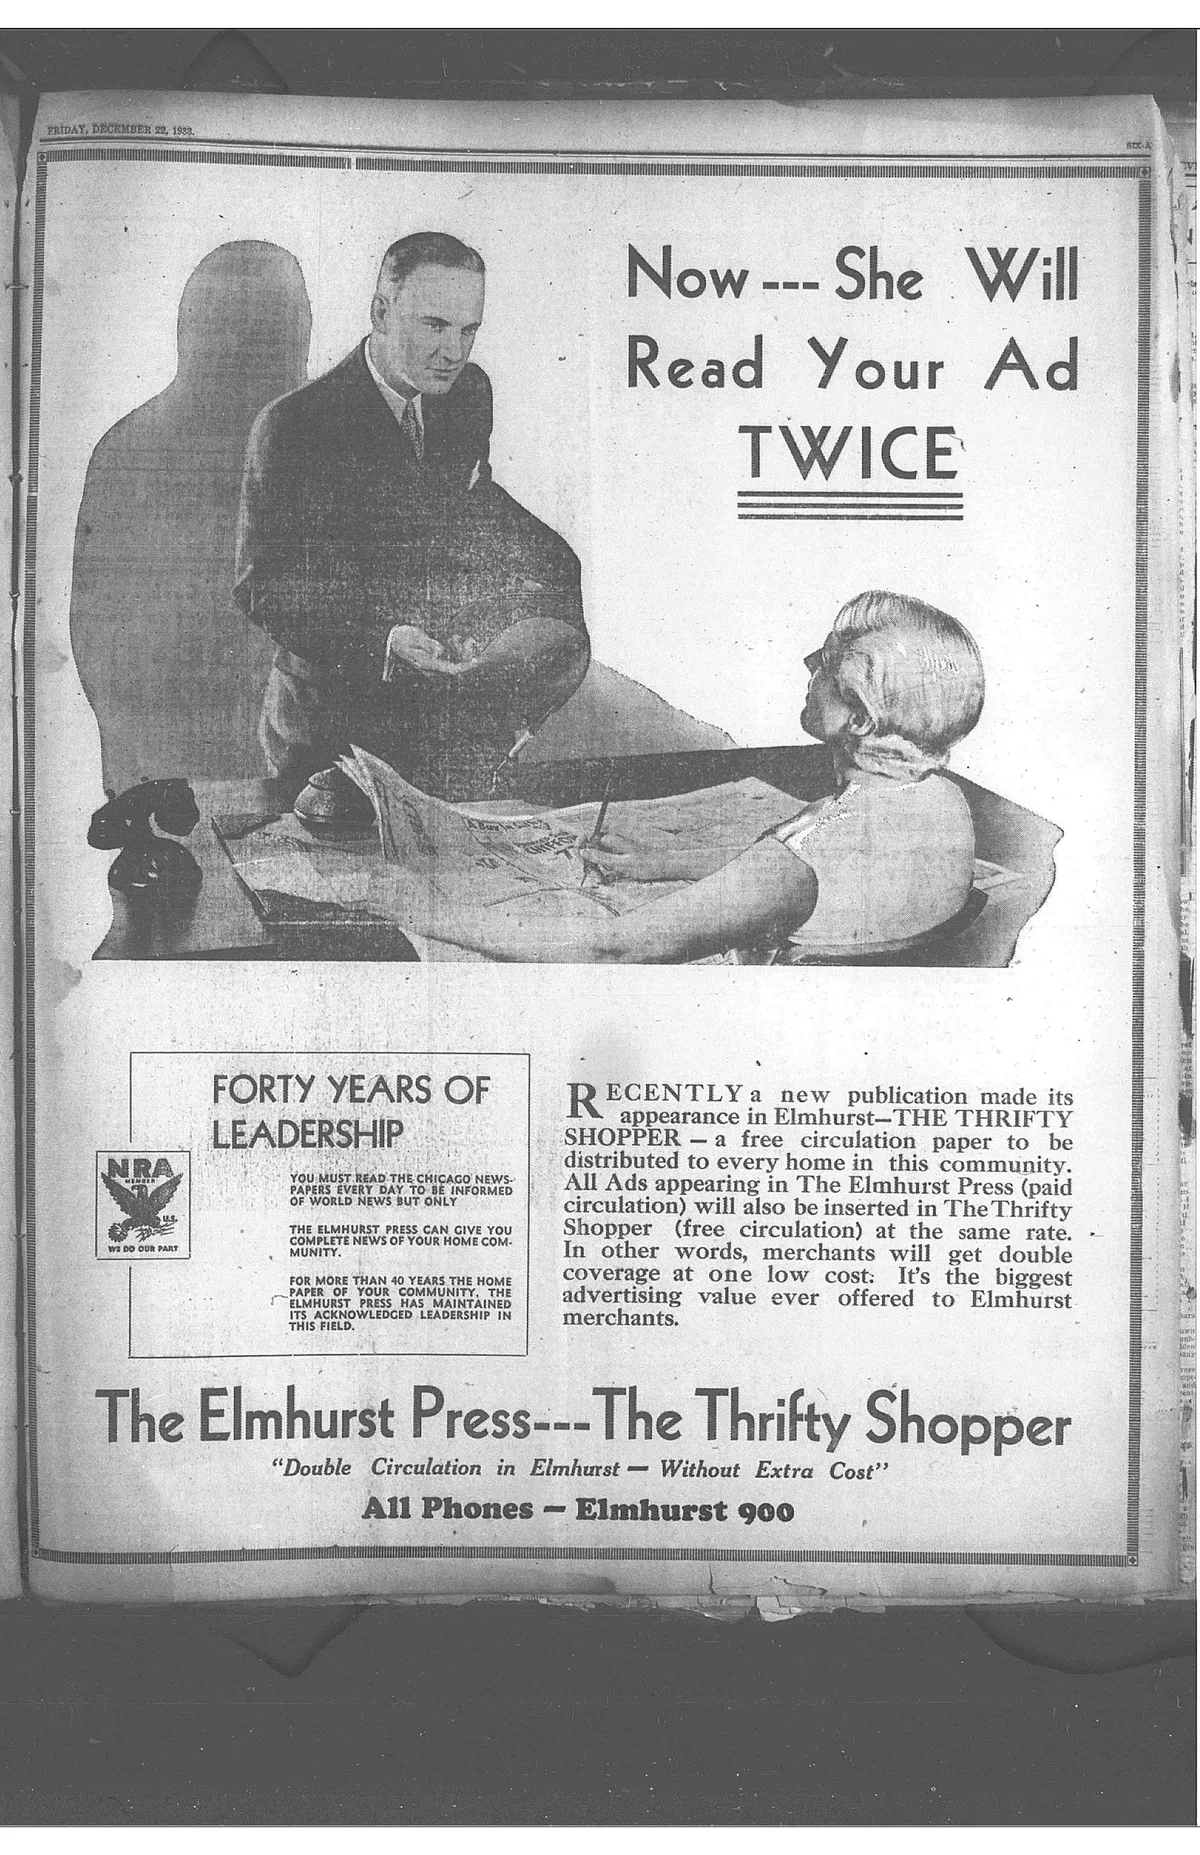 FRIDAY, DECEMBER 22, 1933.
SIX-A
Now --- She Will
Read Your Ad
TWICE
FORTY YEARS OF
LEADERSHIP
NRA
MEMBER
U.S.
WE DO OUR PART
YOU MUST READ THE CHICAGO NEWS-
PAPERS EVERY DAY TO BE INFORMED
OF WORLD NEWS BUT ONLY
THE ELMHURST PRESS CAN GIVE YOU
COMPLETE NEWS OF YOUR HOME COM-
MUNITY.
FOR MORE THAN 40 YEARS THE HOME
PAPER OF YOUR COMMUNITY, THE
ELMHURST PRESS HAS MAINTAINED
ITS ACKNOWLEDGED LEADERSHIP IN
THIS FIELD.
RECENTLY a new publication made its
appearance in Elmhurst—THE THRIFTY
SHOPPER — a free circulation paper to be
distributed to every home in this community.
All Ads appearing in The Elmhurst Press (paid
circulation) will also be inserted in The Thrifty
Shopper (free circulation) at the same rate.
In other words, merchants will get double
coverage at one low cost. It's the biggest
advertising value ever offered to Elmhurst
merchants.
The Elmhurst Press---The Thrifty Shopper
"Double Circulation in Elmhurst — Without Extra Cost"
All Phones — Elmhurst 900